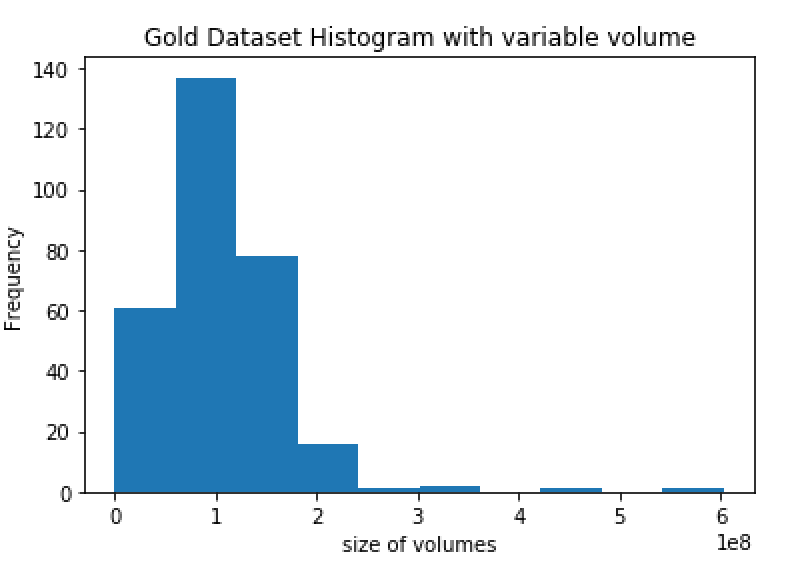 Gold Dataset Histogram with variable volume
140
120
100
80
60
40
20
0
Frequency
0 1 2 3 4 5 6
1e8
size of volumes